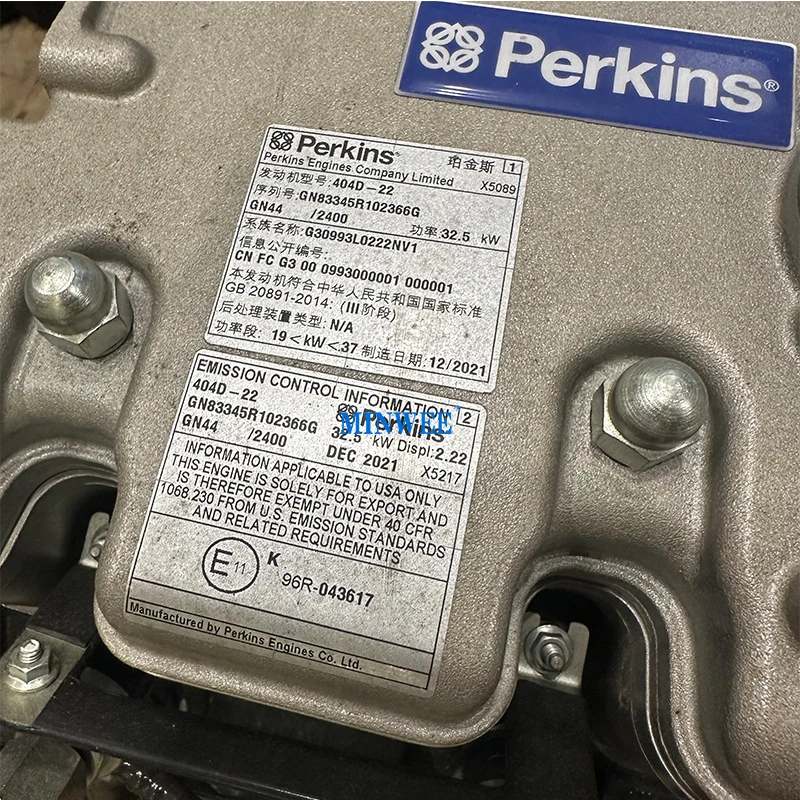 Perkins®
Perkins® 珀金斯 1
Perkins Engines Company Limited X5089
发动机型号: 404D-22
序列号: GN83345R102366G
GN44 /2400 功率: 32.5 kW
系族名称: G30993L0222NV1
信息公开编号:
CN FC G3 00 0993000001 000001
本发动机符合中华人民共和国国家标准
GB 20891-2014: (III阶段)
后处理装置类型: N/A
功率段: 19<kW<37 制造日期: 12/2021
EMISSION CONTROL INFORMATION 2
404D-22 Perkins
GN83345R102366G 32.5 kW Displ: 2.22
GN44 /2400 DEC 2021 X5217
MINWEE
INFORMATION APPLICABLE TO USA ONLY
THIS ENGINE IS SOLELY FOR EXPORT AND
IS THEREFORE EXEMPT UNDER 40 CFR
1068.230 FROM U.S. EMISSION STANDARDS
AND RELATED REQUIREMENTS
E11 K
96R-043617
Manufactured by Perkins Engines Co. Ltd.